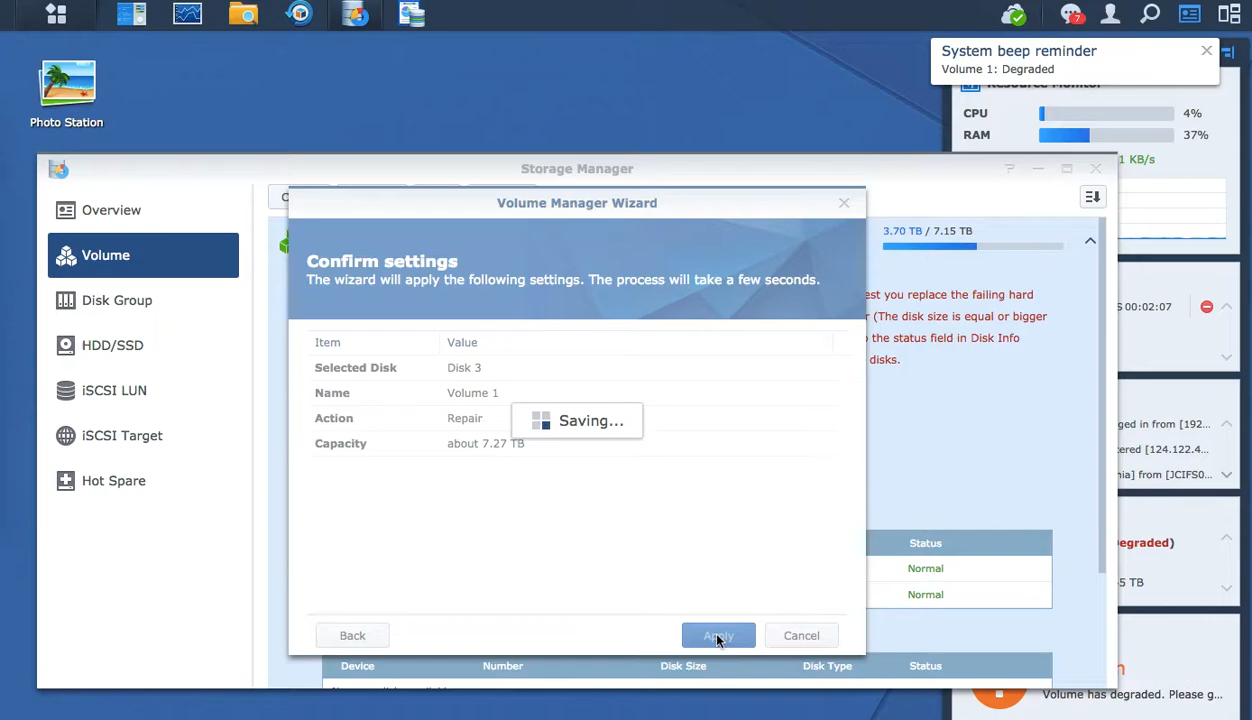 System beep reminder
Volume 1: Degraded
Photo Station
CPU
4%
RAM
37%
1 KB/s
Storage Manager
Overview
Volume
Disk Group
HDD/SSD
iSCSI LUN
iSCSI Target
Hot Spare
Volume Manager Wizard
Confirm settings
The wizard will apply the following settings. The process will take a few seconds.
Item Value
Selected Disk Disk 3
Name Volume 1
Action Repair
Capacity about 7.27 TB
Saving...
Back
Apply
Cancel
3.70 TB / 7.15 TB
est you replace the failing hard
r (The disk size is equal or bigger
o the status field in Disk Info
disks.
Status
Normal
Normal
Device Number Disk Size Disk Type Status
00:02:07
ged in from [192...
tered [124.122.4...
nia] from [JCIFS0...
egraded)
5 TB
Volume has degraded. Please g...
7